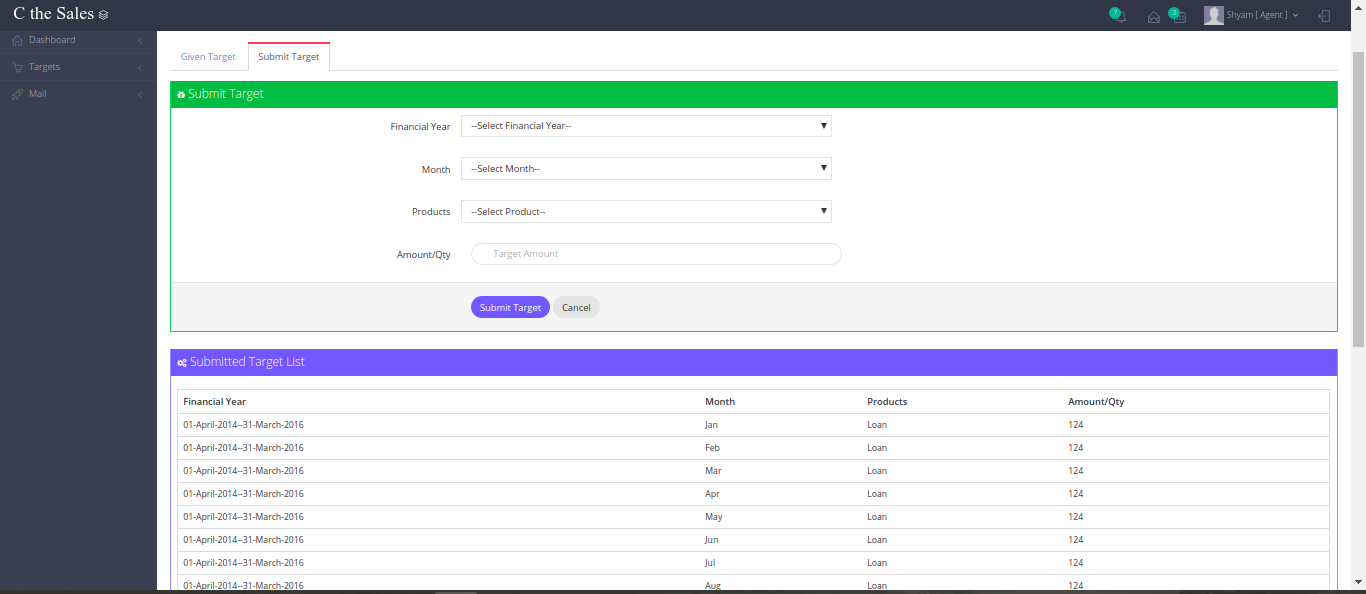 C the Sales
7
3
Shyam [ Agent ]
Dashboard
Targets
Mail
Given Target
Submit Target
Submit Target
Financial Year --Select Financial Year--
Month --Select Month--
Products --Select Product--
Amount/Qty Target Amount
Submit Target Cancel
Submitted Target List
Financial Year Month Products Amount/Qty
01-April-2014--31-March-2016 Jan Loan 124
01-April-2014--31-March-2016 Feb Loan 124
01-April-2014--31-March-2016 Mar Loan 124
01-April-2014--31-March-2016 Apr Loan 124
01-April-2014--31-March-2016 May Loan 124
01-April-2014--31-March-2016 Jun Loan 124
01-April-2014--31-March-2016 Jul Loan 124
01-April-2014--31-March-2016 Aug Loan 124